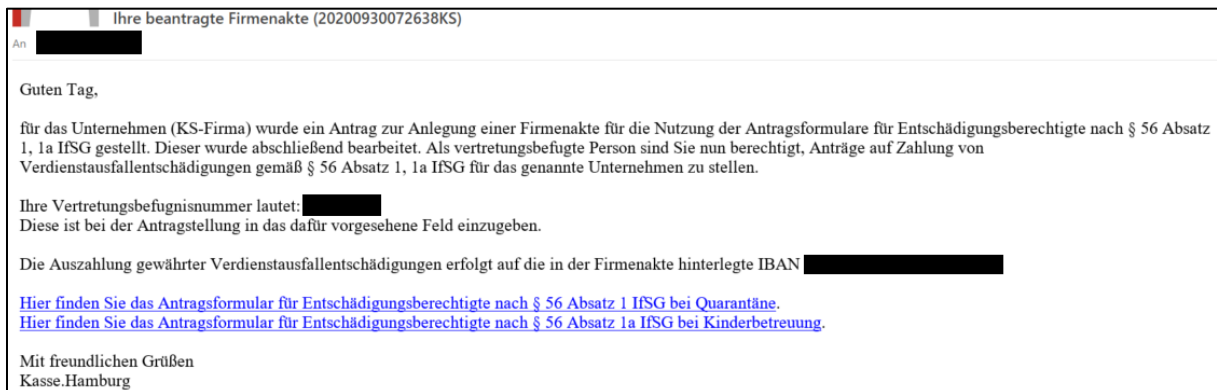 Ihre beantragte Firmenakte (20200930072638KS)
An
Guten Tag,
für das Unternehmen (KS-Firma) wurde ein Antrag zur Anlegung einer Firmenakte für die Nutzung der Antragsformulare für Entschädigungsberechtigte nach § 56 Absatz
1, 1a IfSG gestellt. Dieser wurde abschließend bearbeitet. Als vertretungsbefugte Person sind Sie nun berechtigt, Anträge auf Zahlung von
Verdienstausfallentschädigungen gemäß § 56 Absatz 1, 1a IfSG für das genannte Unternehmen zu stellen.
Ihre Vertretungsbefugnisnummer lautet:
Diese ist bei der Antragstellung in das dafür vorgesehene Feld einzugeben.
Die Auszahlung gewährter Verdienstausfallentschädigungen erfolgt auf die in der Firmenakte hinterlegte IBAN
Hier finden Sie das Antragsformular für Entschädigungsberechtigte nach § 56 Absatz 1 IfSG bei Quarantäne.
Hier finden Sie das Antragsformular für Entschädigungsberechtigte nach § 56 Absatz 1a IfSG bei Kinderbetreuung.
Mit freundlichen Grüßen
Kasse.Hamburg